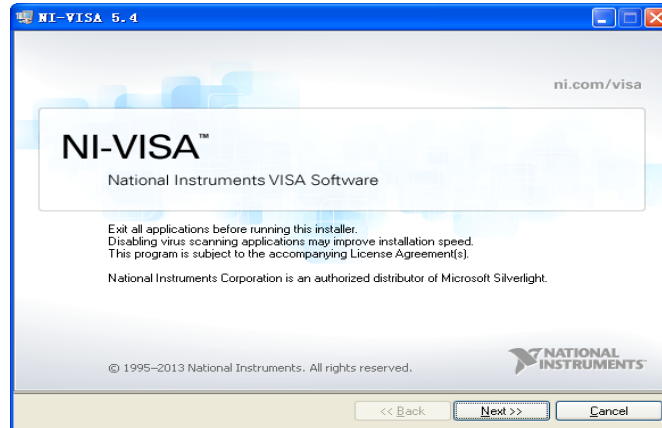 NI-VISA 5.4
ni.com/visa
NI-VISA™
National Instruments VISA Software
Exit all applications before running this installer.
Disabling virus scanning applications may improve installation speed.
This program is subject to the accompanying License Agreement(s).
National Instruments Corporation is an authorized distributor of Microsoft Silverlight.
© 1995–2013 National Instruments. All rights reserved.
NATIONAL
INSTRUMENTS™
<< Back Next >> Cancel